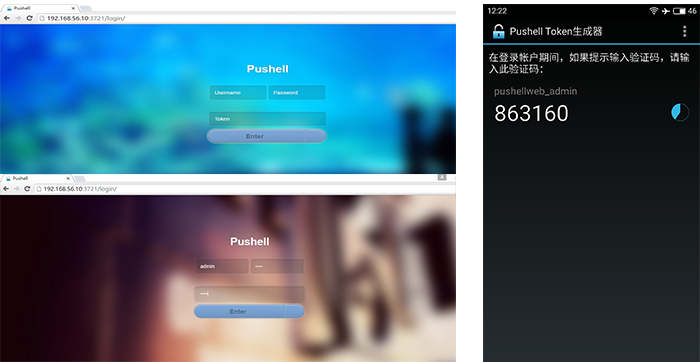 Pushell
192.168.56.10:3721/login/
Pushell
Username
Password
Token
Enter
Pushell
192.168.56.10:3721/login/
Pushell
admin
Enter
12:22
46
Pushell Token生成器
在登录帐户期间，如果提示输入验证码，请输
入此验证码：
pushellweb_admin
863160